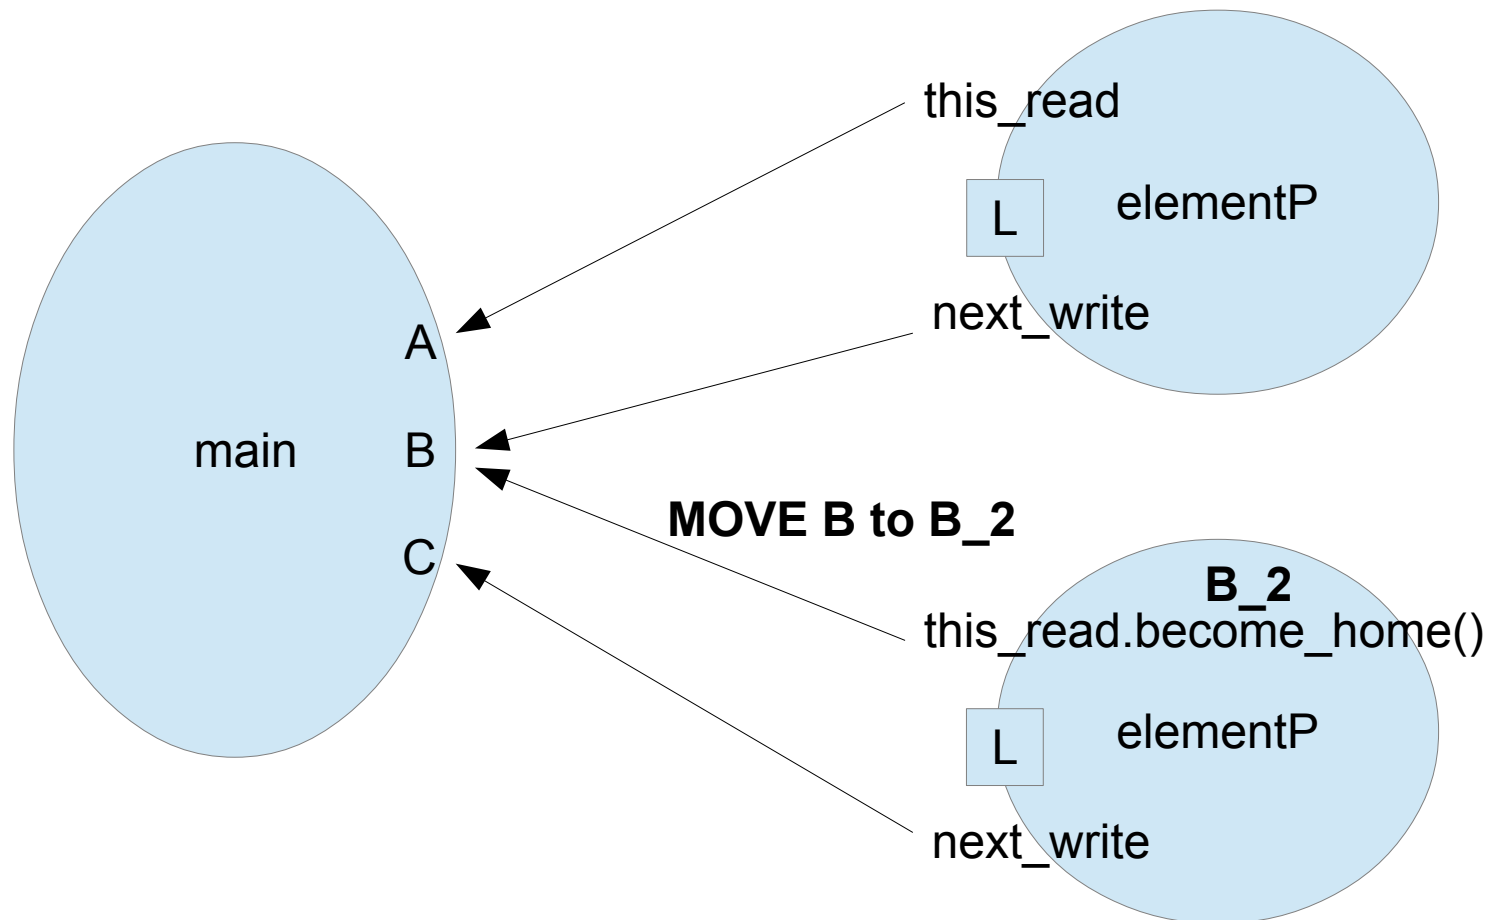 this_read
elementP
L
next_write
A
main
B
C
MOVE B to B_2
B_2
this_read.become_home()
elementP
L
next_write